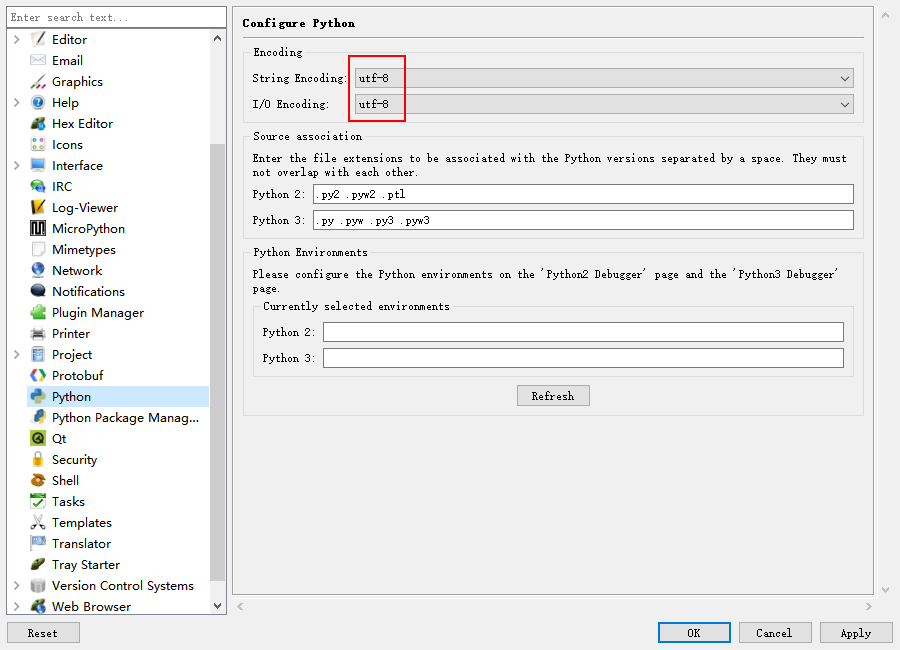 Enter search text...
Editor
Email
Graphics
Help
Hex Editor
Icons
Interface
IRC
Log-Viewer
MicroPython
Mimetypes
Network
Notifications
Plugin Manager
Printer
Project
Protobuf
Python
Python Package Manag...
Qt
Security
Shell
Tasks
Templates
Translator
Tray Starter
Version Control Systems
Web Browser
Configure Python
Encoding
String Encoding: utf-8
I/O Encoding: utf-8
Source association
Enter the file extensions to be associated with the Python versions separated by a space. They must
not overlap with each other.
Python 2: .py2 .pyw2 .ptl
Python 3: .py .pyw .py3 .pyw3
Python Environments
Please configure the Python environments on the 'Python2 Debugger' page and the 'Python3 Debugger'
page.
Currently selected environments
Python 2:
Python 3:
Refresh
Reset
OK
Cancel
Apply